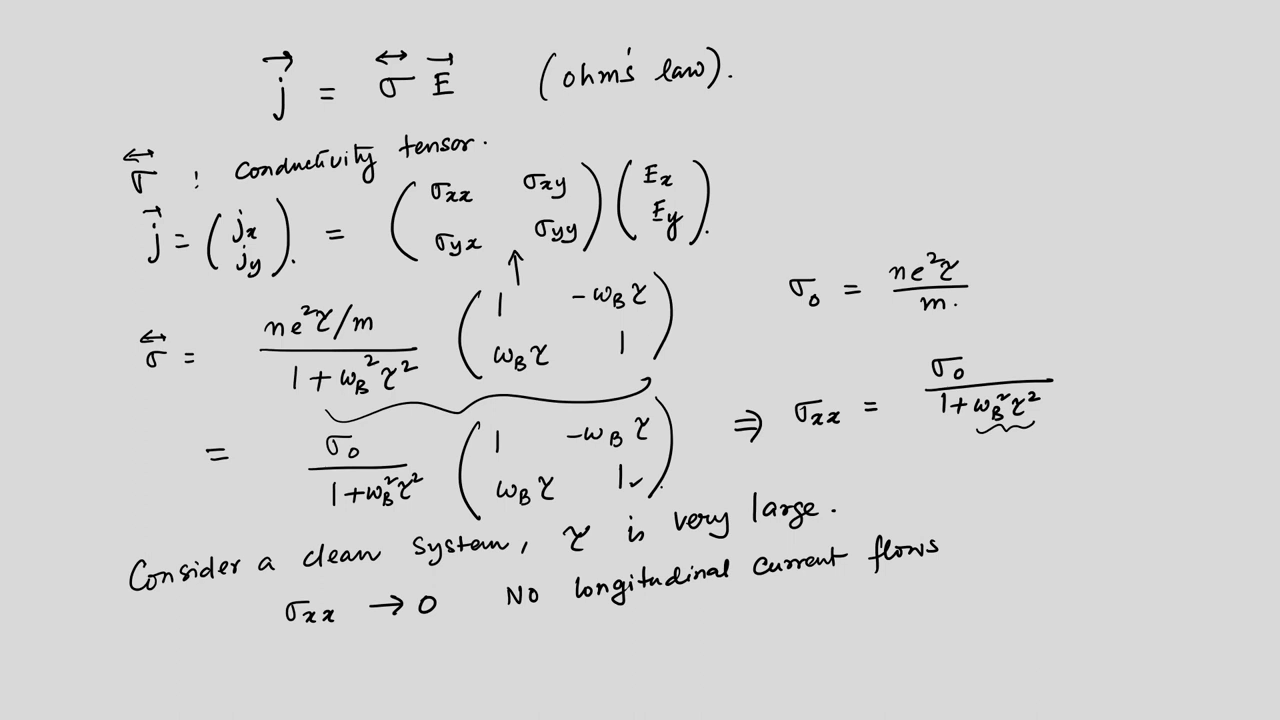 j⃗ = σ⃡ E⃗ (ohm's law).
σ⃡ : Conductivity tensor.
j⃗ = (jx jy). = (σxx σxy σyx σyy) (Ex Ey).
↑
σ⃡ = ne²τ/m / 1 + ωB²τ² (1 -ωBτ ωBτ 1)
σ₀ = ne²τ / m.
= σ₀ / 1+ωB²τ² (1 -ωBτ ωBτ 1✓).
⇒ σxx = σ₀ / 1+ωB²τ²
Consider a clean system, τ is very large.
σxx → 0 No longitudinal current flows